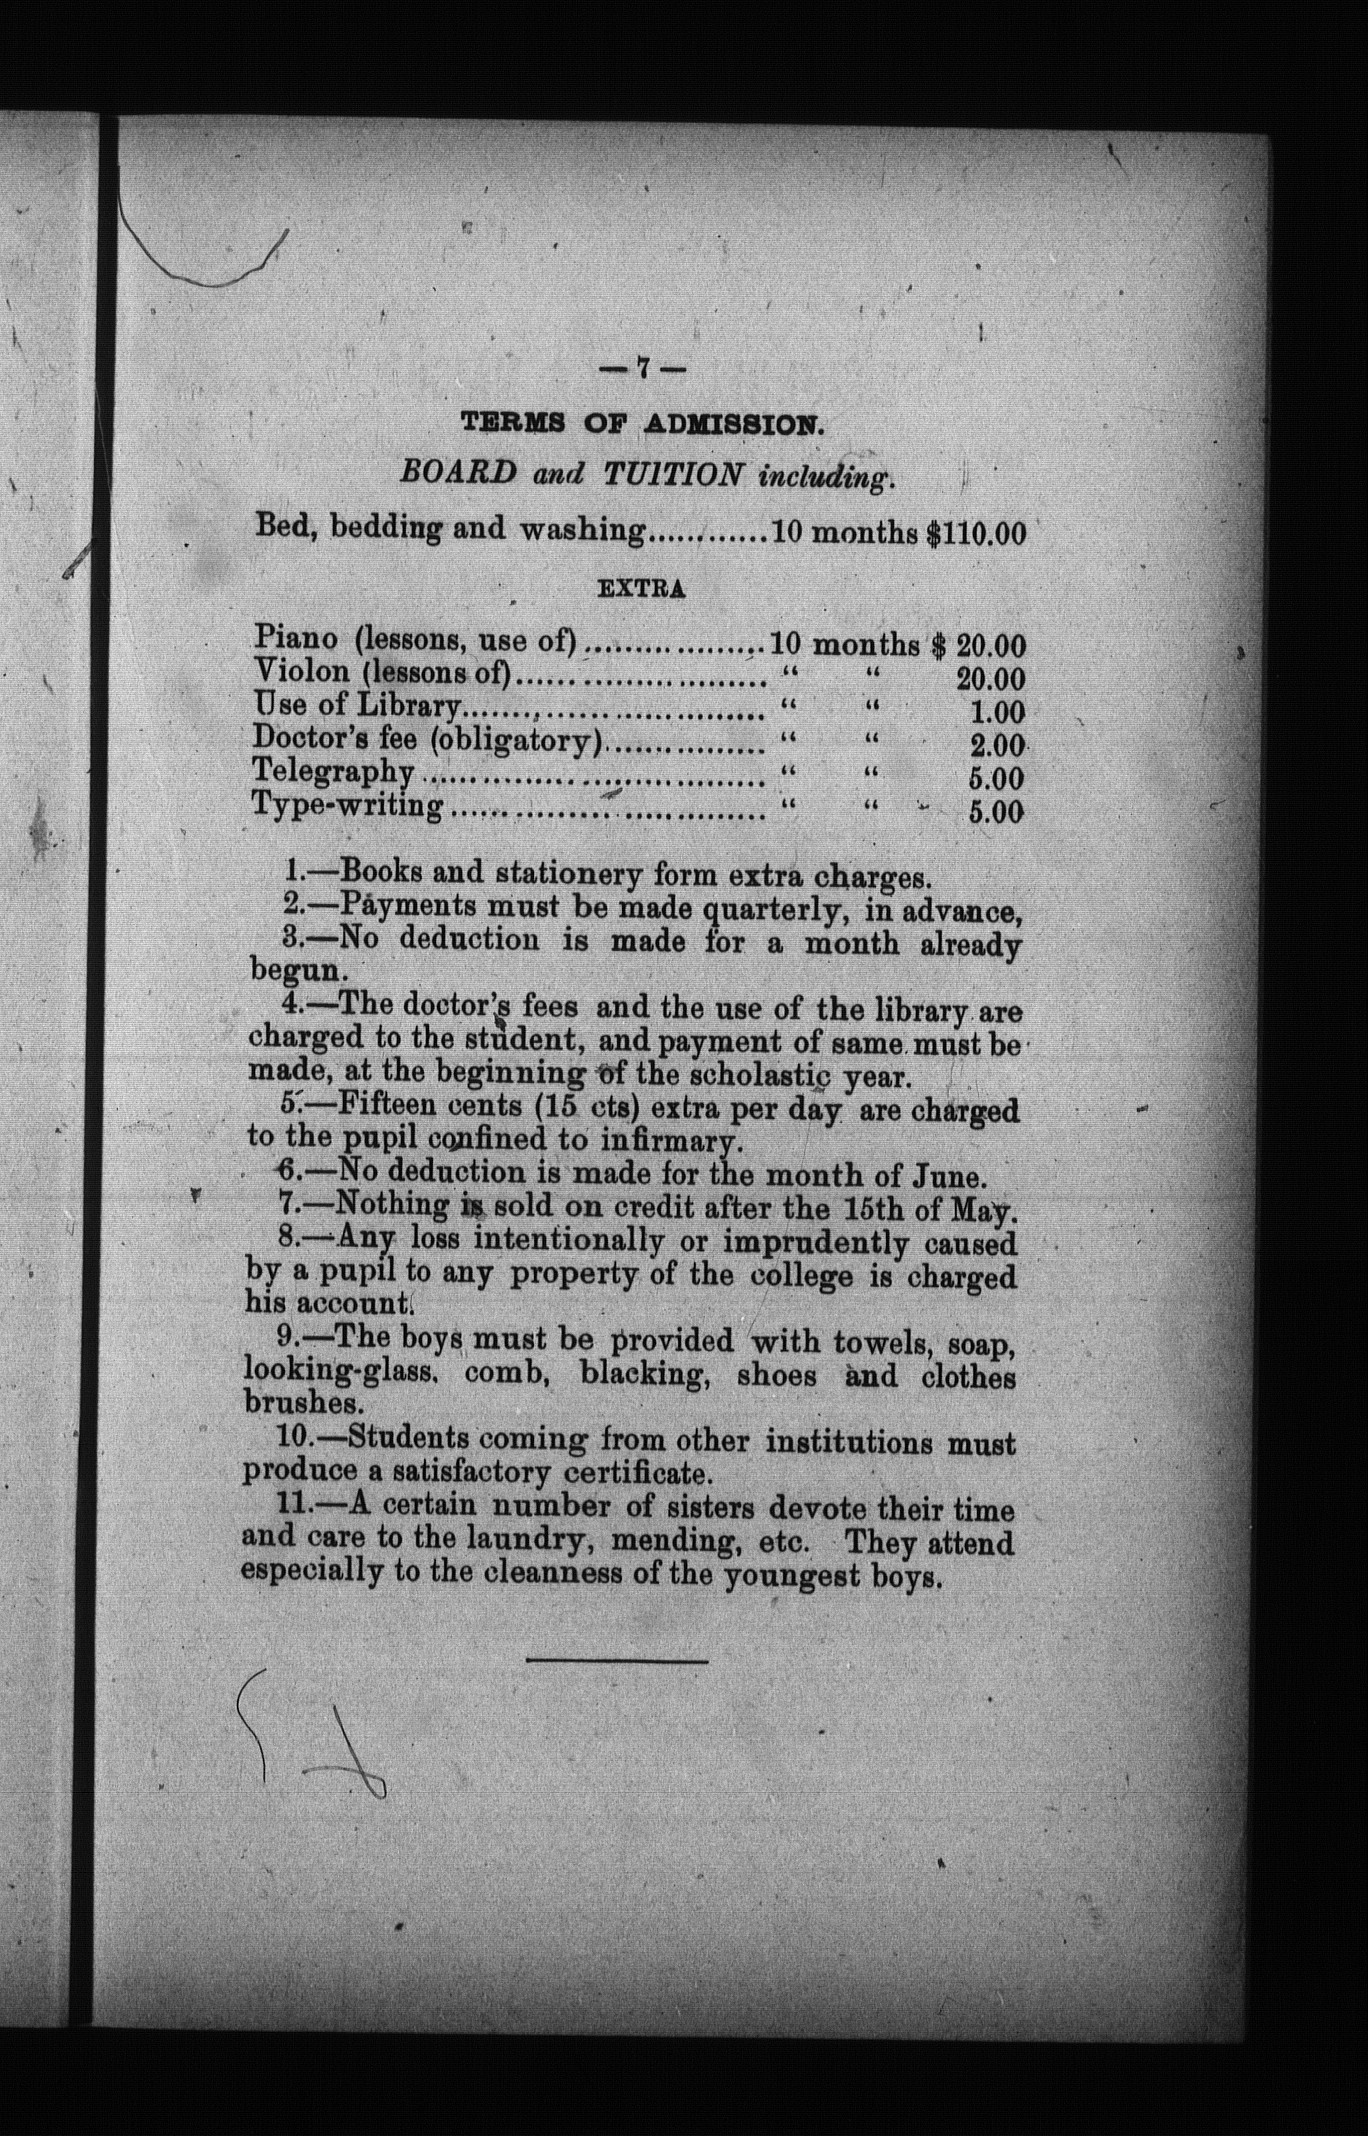 — 7 —
TERMS OF ADMISSION.
BOARD and TU1TION including.
Bed, bedding and washing............10 months $110.00
EXTRA
Piano (lessons, use of)..................10 months $ 20.00
Violon (lessons of).......................... “ “ 20.00
Use of Library............................... “ “ 1.00
Doctor's fee (obligatory)................ “ “ 2.00
Telegraphy................................... “ “ 5.00
Type-writing................................ “ “ 5.00
1.—Books and stationery form extra charges.
2.—Payments must be made quarterly, in advance,
3.—No deduction is made for a month already
begun.
4.—The doctor's fees and the use of the library are
charged to the student, and payment of same must be
made, at the beginning of the scholastic year.
5.—Fifteen cents (15 cts) extra per day are charged
to the pupil confined to infirmary.
6.—No deduction is made for the month of June.
7.—Nothing is sold on credit after the 15th of May.
8.—Any loss intentionally or imprudently caused
by a pupil to any property of the college is charged
his account.
9.—The boys must be provided with towels, soap,
looking-glass. comb, blacking, shoes and clothes
brushes.
10.—Students coming from other institutions must
produce a satisfactory certificate.
11.—A certain number of sisters devote their time
and care to the laundry, mending, etc. They attend
especially to the cleanness of the youngest boys.